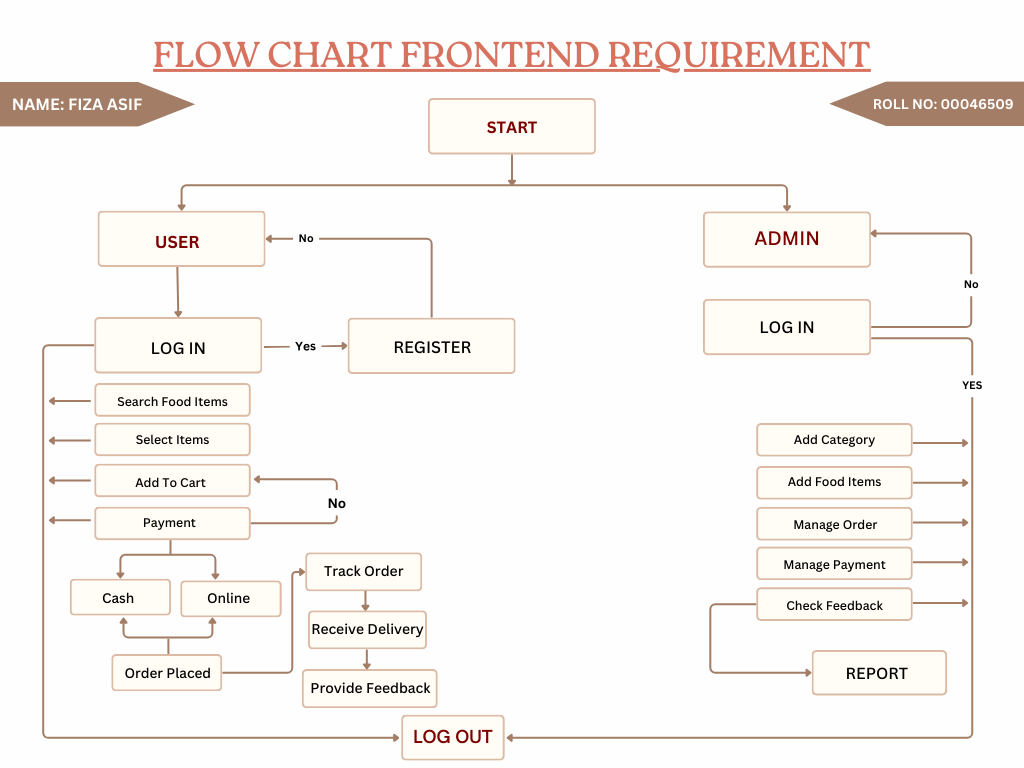 FLOW CHART FRONTEND REQUIREMENT
NAME: FIZA ASIF
ROLL NO: 00046509
START
USER
No
ADMIN
No
LOG IN
Yes
REGISTER
LOG IN
YES
Search Food Items
Select Items
Add To Cart
No
Payment
Cash
Online
Order Placed
Track Order
Receive Delivery
Provide Feedback
Add Category
Add Food Items
Manage Order
Manage Payment
Check Feedback
REPORT
LOG OUT